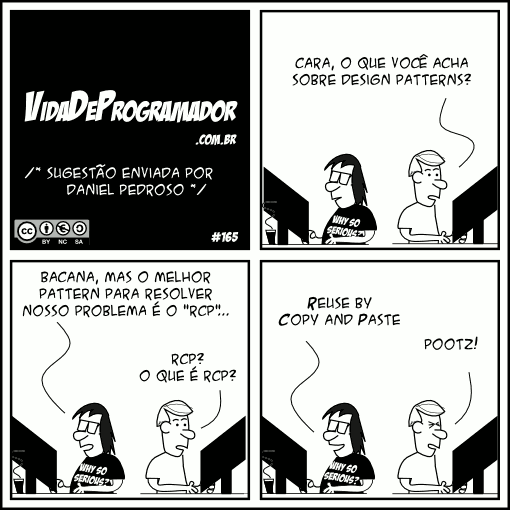 VIDADEPROGRAMADOR
.COM.BR
/* SUGESTÃO ENVIADA POR
DANIEL PEDROSO */
cc
BY NC SA
#165
CARA, O QUE VOCÊ ACHA
SOBRE DESIGN PATTERNS?
WHY SO
SERIOUS?
BACANA, MAS O MELHOR
PATTERN PARA RESOLVER
NOSSO PROBLEMA É O "RCP"...
RCP?
O QUE É RCP?
WHY SO
SERIOUS?
REUSE BY
COPY AND PASTE
POOTZ!
WHY SO
SERIOUS?